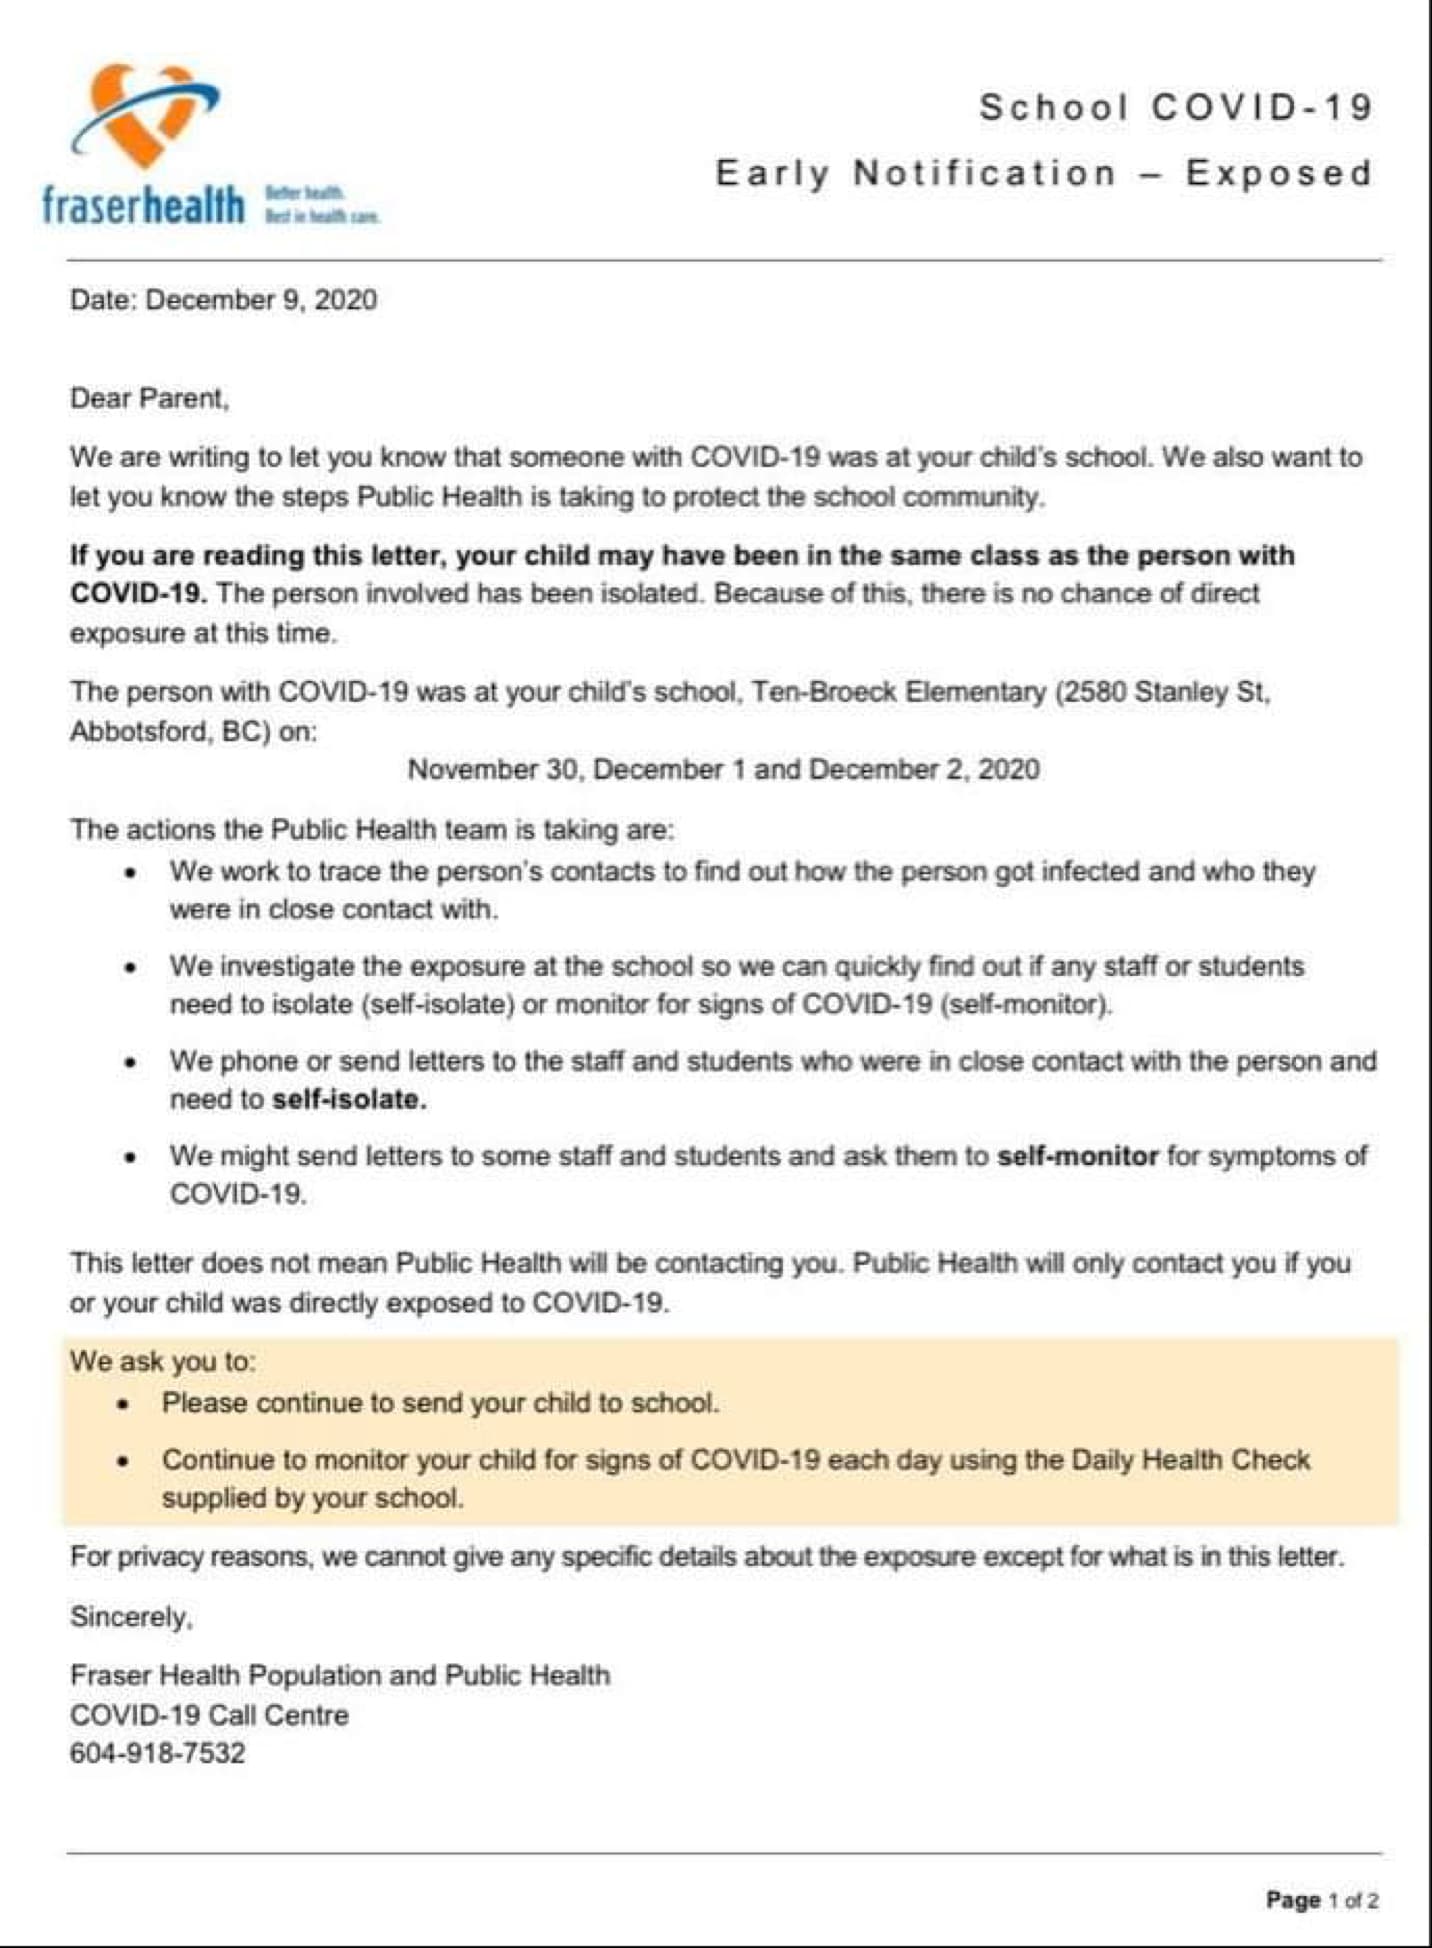 School COVID-19
Early Notification – Exposed
fraserhealth
Better health.
Best in health care.
Date: December 9, 2020
Dear Parent,
We are writing to let you know that someone with COVID-19 was at your child's school. We also want to
let you know the steps Public Health is taking to protect the school community.
If you are reading this letter, your child may have been in the same class as the person with
COVID-19. The person involved has been isolated. Because of this, there is no chance of direct
exposure at this time.
The person with COVID-19 was at your child's school, Ten-Broeck Elementary (2580 Stanley St,
Abbotsford, BC) on:
November 30, December 1 and December 2, 2020
The actions the Public Health team is taking are:
• We work to trace the person's contacts to find out how the person got infected and who they
were in close contact with.
• We investigate the exposure at the school so we can quickly find out if any staff or students
need to isolate (self-isolate) or monitor for signs of COVID-19 (self-monitor).
• We phone or send letters to the staff and students who were in close contact with the person and
need to self-isolate.
• We might send letters to some staff and students and ask them to self-monitor for symptoms of
COVID-19.
This letter does not mean Public Health will be contacting you. Public Health will only contact you if you
or your child was directly exposed to COVID-19.
We ask you to:
• Please continue to send your child to school.
• Continue to monitor your child for signs of COVID-19 each day using the Daily Health Check
supplied by your school.
For privacy reasons, we cannot give any specific details about the exposure except for what is in this letter.
Sincerely,
Fraser Health Population and Public Health
COVID-19 Call Centre
604-918-7532
Page 1 of 2